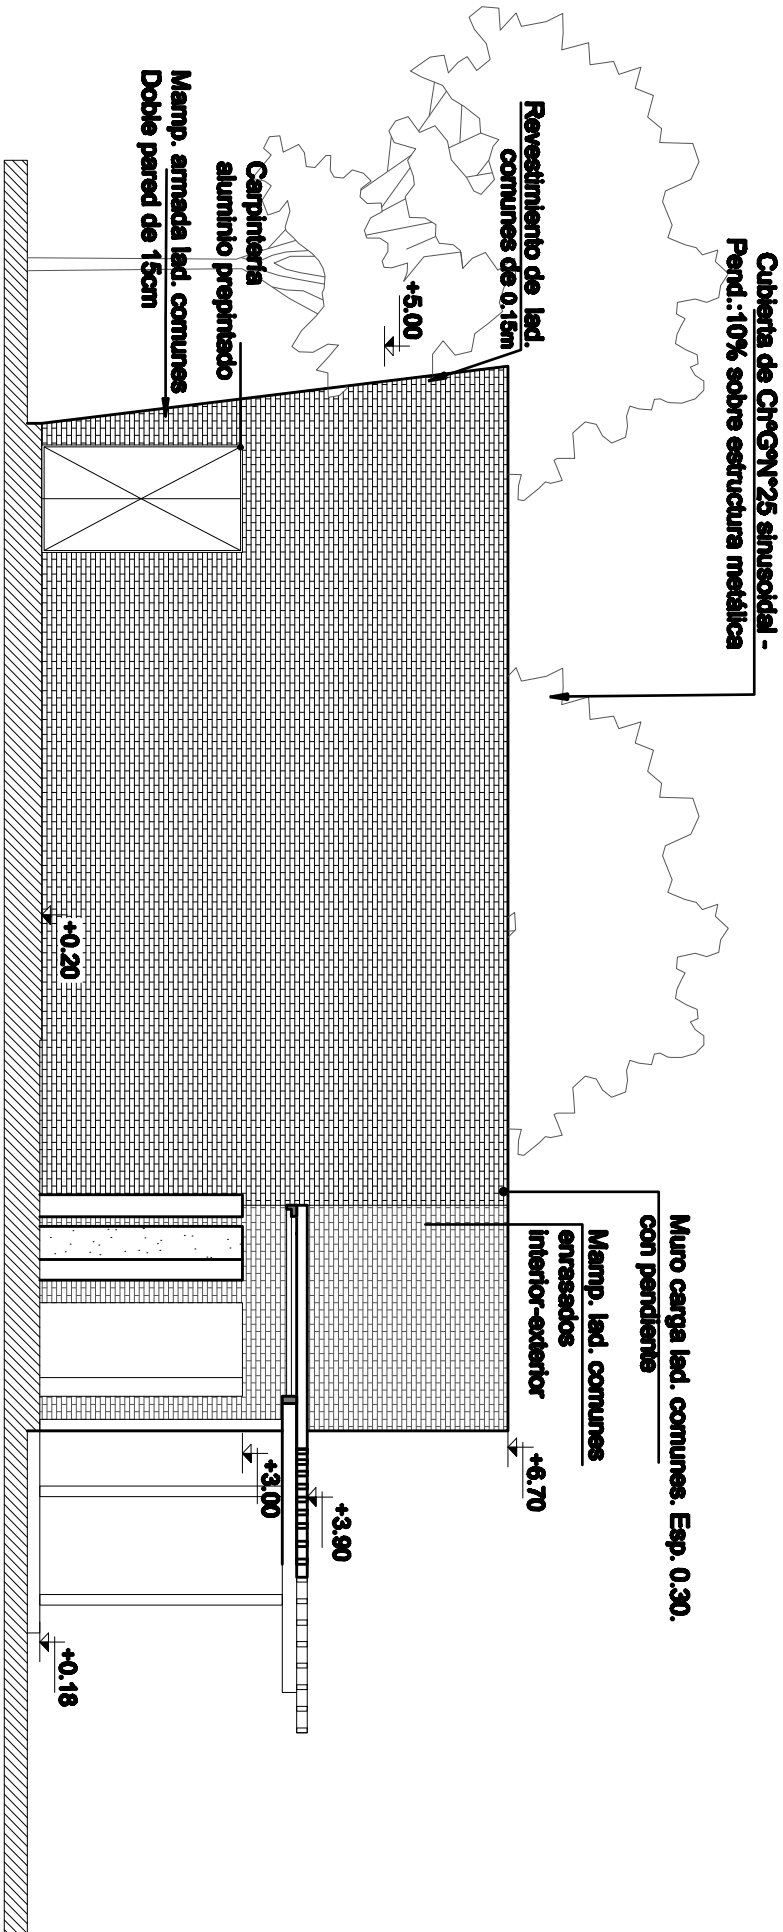 Cubierta de ChºGºN°25 sinusoidal -
Pend.:10% sobre estructura metálica
Revestimiento de lad.
comunes de 0.15m
+5.00
Carpintería
aluminio prepintado
Mamp. armada lad. comunes
Doble pared de 15cm
+0.20
Muro carga lad. comunes. Esp. 0.30.
con pendiente
Mamp. lad. comunes
enrasados
interior-exterior
+6.70
+3.90
+3.00
+0.18